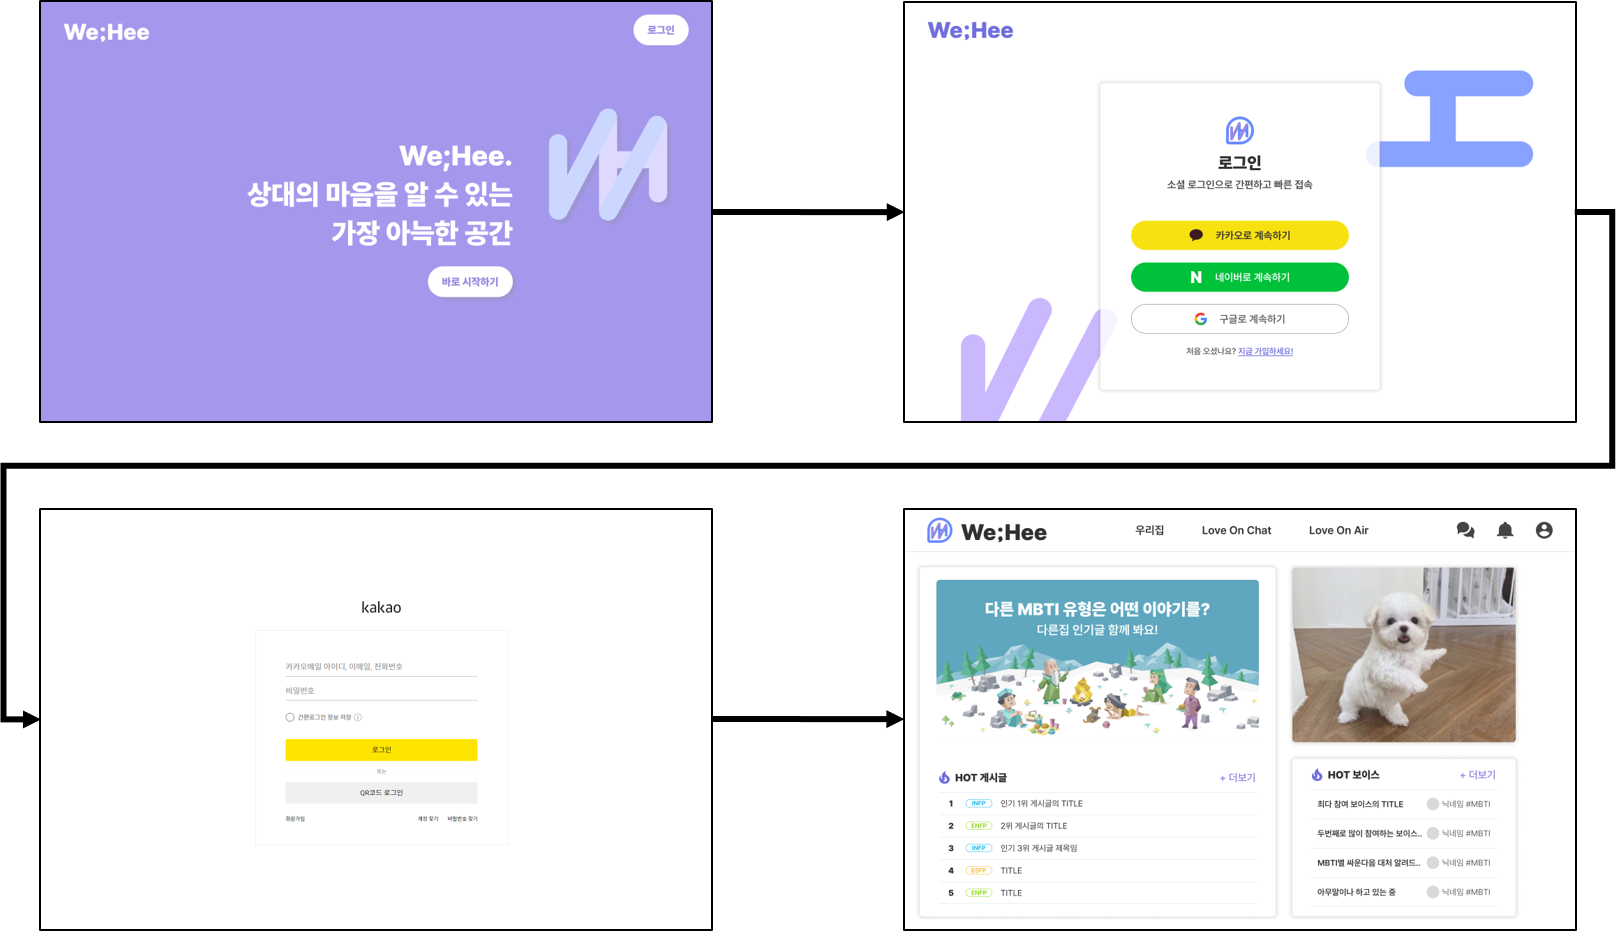 We;Hee
로그인
We;Hee.
상대의 마음을 알 수 있는
가장 아늑한 공간
바로 시작하기
We;Hee
로그인
소셜 로그인으로 간편하고 빠른 접속
카카오로 계속하기
N 네이버로 계속하기
G 구글로 계속하기
처음 오셨나요? 지금 가입하세요!
kakao
카카오메일 아이디, 이메일, 전화번호
비밀번호
간편로그인 정보 저장
로그인
또는
QR코드 로그인
회원가입 계정 찾기 비밀번호 찾기
We;Hee 우리집 Love On Chat Love On Air
다른 MBTI 유형은 어떤 이야기를?
다른집 인기글 함께 봐요!
HOT 게시글 + 더보기
1 INFP 인기 1위 게시글의 TITLE
2 ENFP 2위 게시글의 TITLE
3 INFP 인기 3위 게시글 제목임
4 ESFP TITLE
5 ENFP TITLE
HOT 보이스 + 더보기
최다 참여 보이스의 TITLE 닉네임 #MBTI
두번째로 많이 참여하는 보이스.. 닉네임 #MBTI
MBTI별 싸운다음 대처 알려드.. 닉네임 #MBTI
아무말이나 하고 있는 중 닉네임 #MBTI